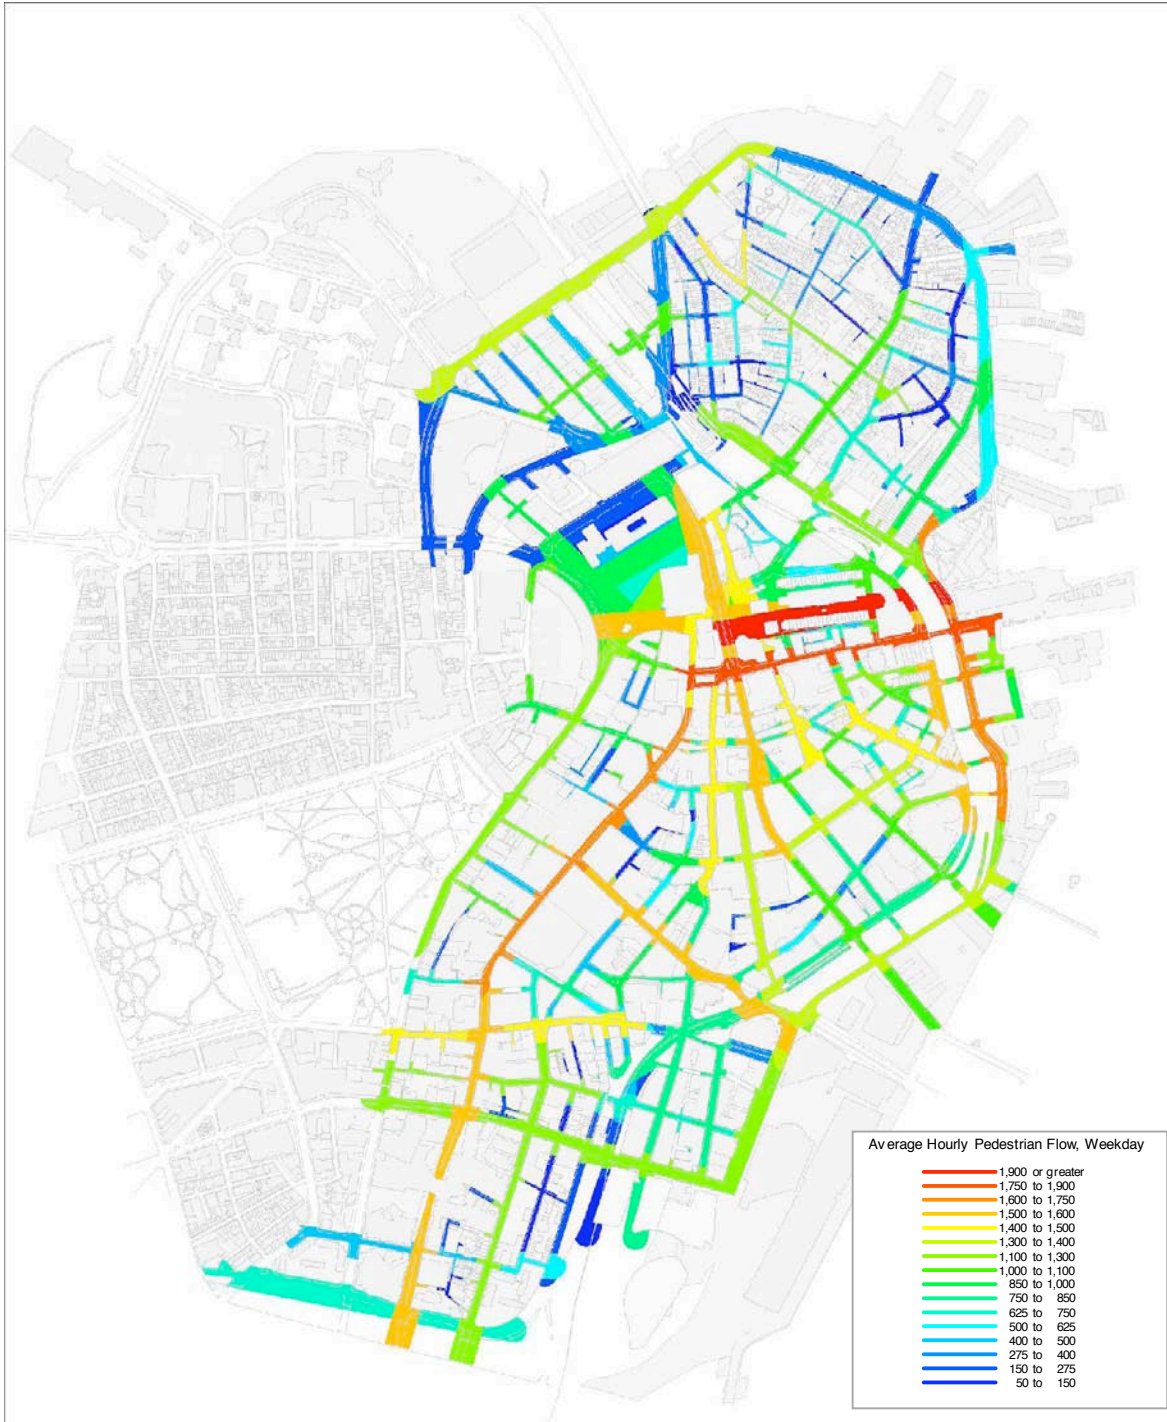 Average Hourly Pedestrian Flow, Weekday
1,900 or greater
1,750 to 1,900
1,600 to 1,750
1,500 to 1,600
1,400 to 1,500
1,300 to 1,400
1,100 to 1,300
1,000 to 1,100
850 to 1,000
750 to 850
625 to 750
500 to 625
400 to 500
275 to 400
150 to 275
50 to 150